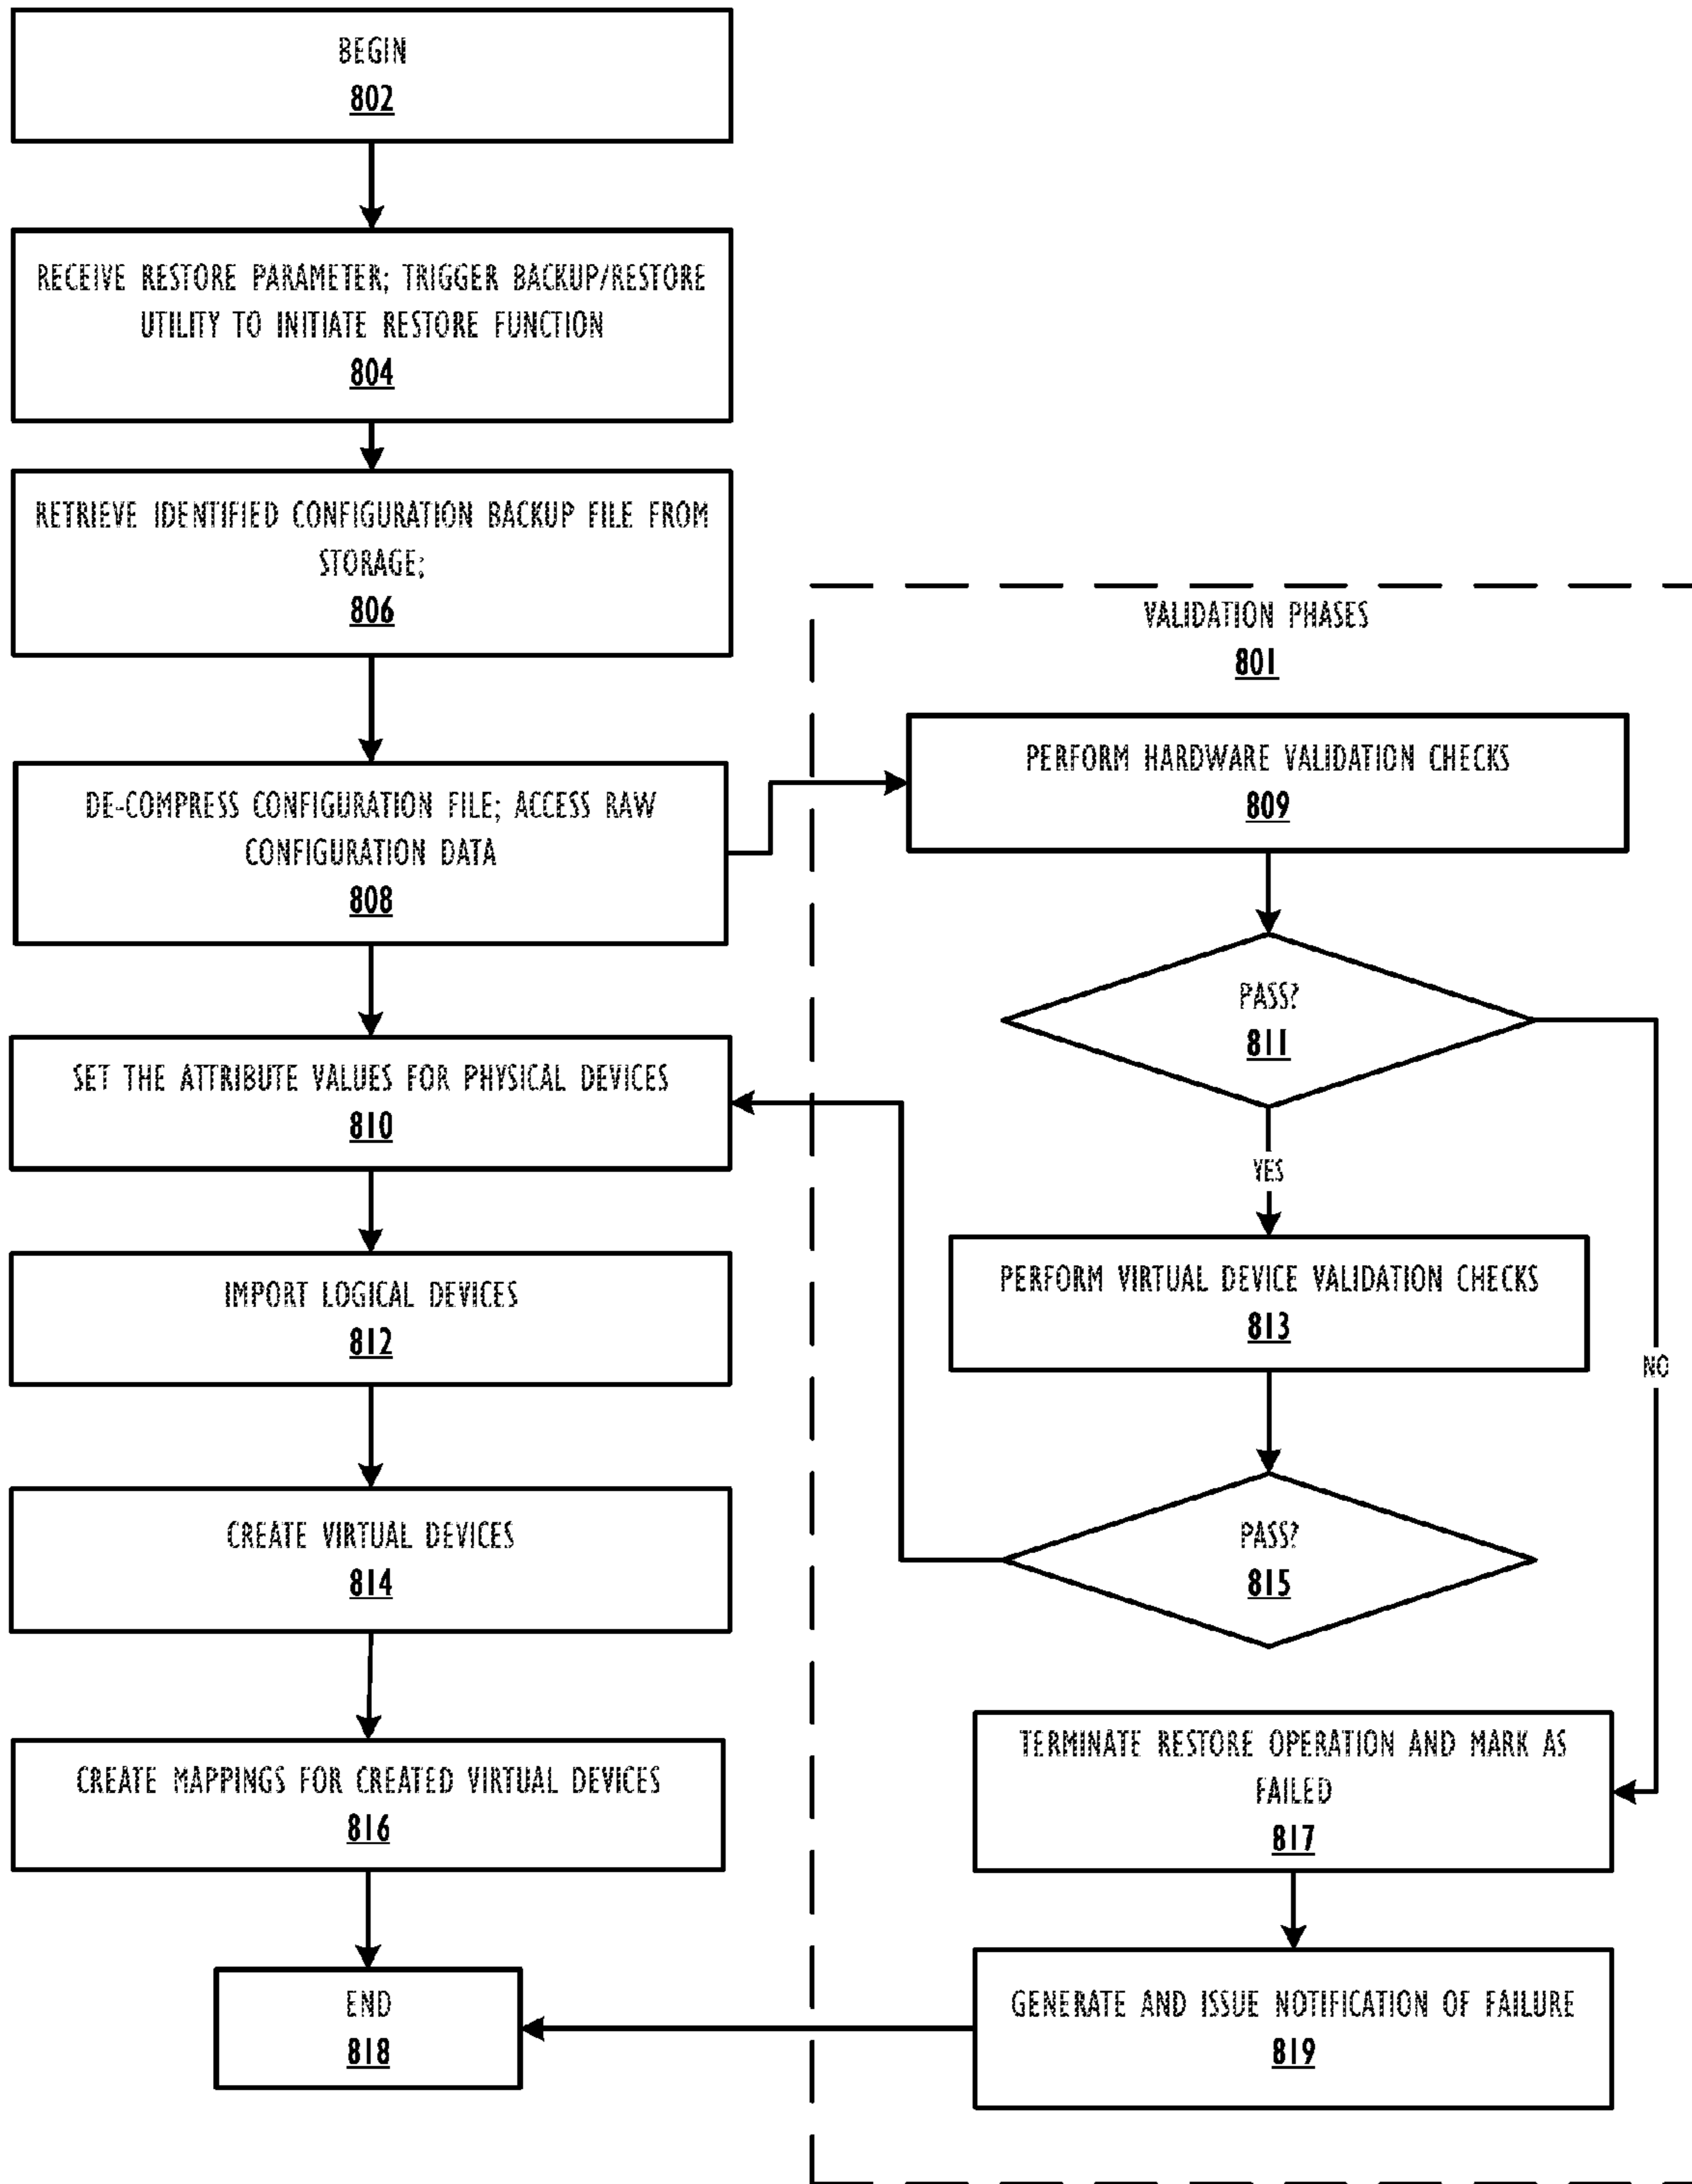 BEGIN
802
RECEIVE RESTORE PARAMETER; TRIGGER BACKUP/RESTORE
UTILITY TO INITIATE RESTORE FUNCTION
804
RETRIEVE IDENTIFIED CONFIGURATION BACKUP FILE FROM
STORAGE;
806
DE-COMPRESS CONFIGURATION FILE; ACCESS RAW
CONFIGURATION DATA
808
SET THE ATTRIBUTE VALUES FOR PHYSICAL DEVICES
810
IMPORT LOGICAL DEVICES
812
CREATE VIRTUAL DEVICES
814
CREATE MAPPINGS FOR CREATED VIRTUAL DEVICES
816
END
818
VALIDATION PHASES
801
PERFORM HARDWARE VALIDATION CHECKS
809
PASS?
811
YES
NO
PERFORM VIRTUAL DEVICE VALIDATION CHECKS
813
PASS?
815
TERMINATE RESTORE OPERATION AND MARK AS
FAILED
817
GENERATE AND ISSUE NOTIFICATION OF FAILURE
819